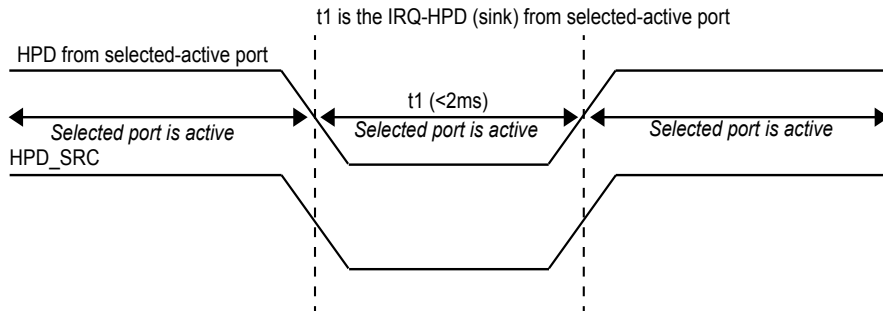 t1 is the IRQ-HPD (sink) from selected-active port
HPD from selected-active port
t1 (<2ms)
Selected port is active
Selected port is active
Selected port is active
HPD_SRC